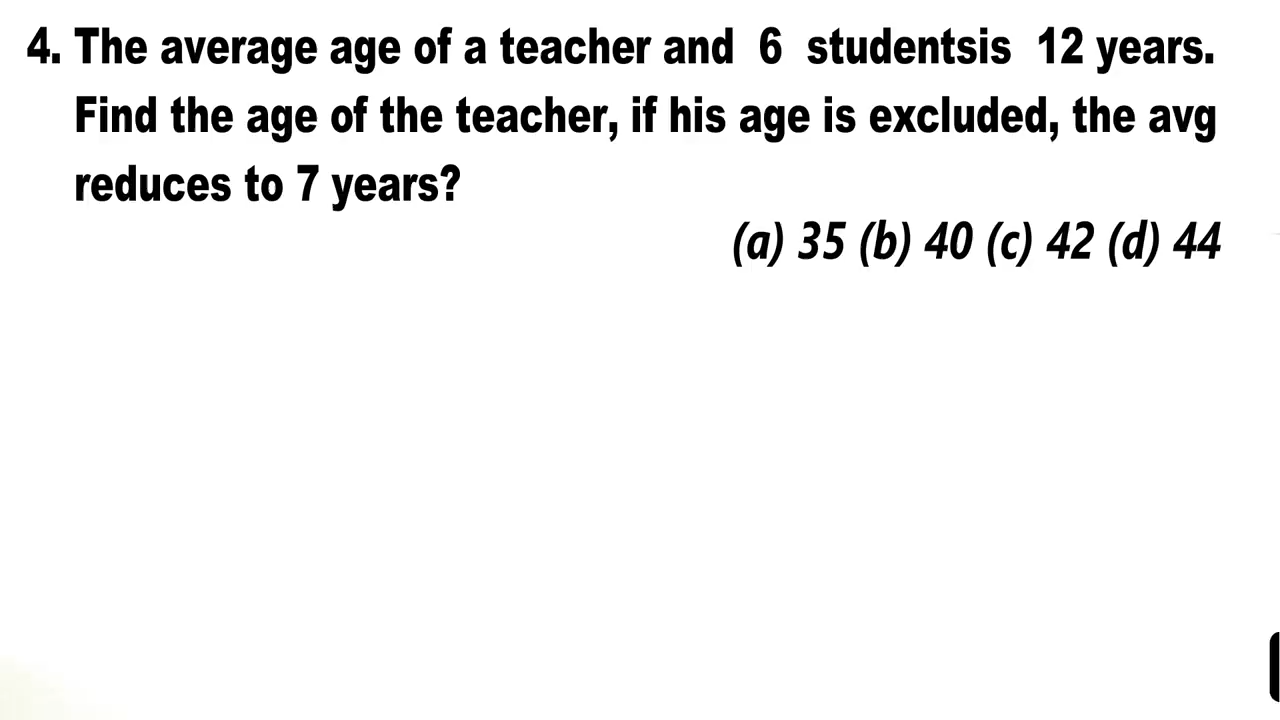 4. The average age of a teacher and 6 studentsis 12 years.
Find the age of the teacher, if his age is excluded, the avg
reduces to 7 years?
(a) 35 (b) 40 (c) 42 (d) 44